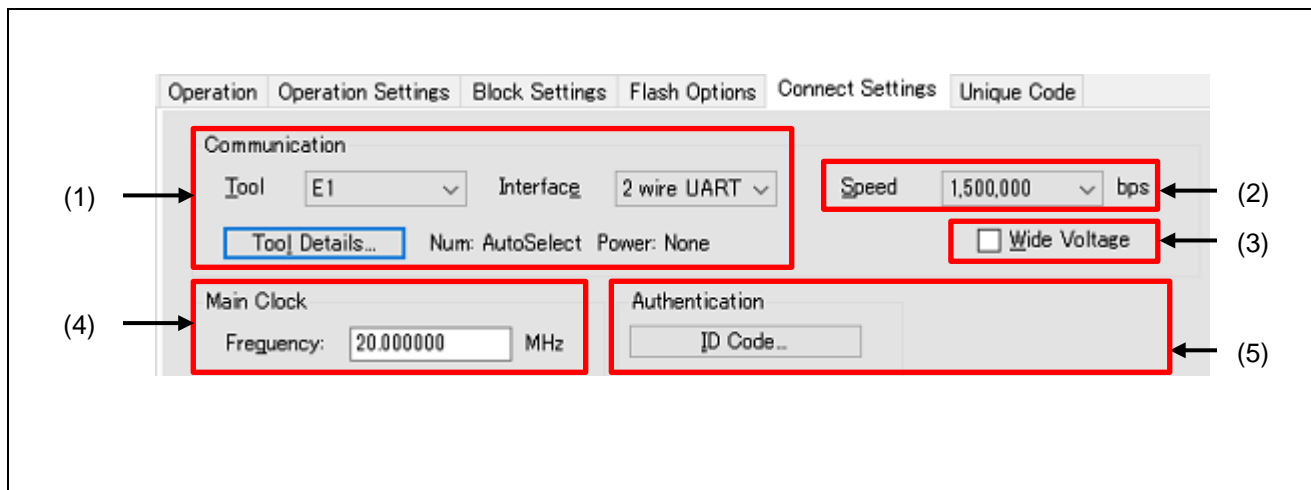 Operation Operation Settings Block Settings Flash Options Connect Settings Unique Code
Communication
(1) Tool E1 Interface 2 wire UART Speed 1,500,000 bps (2)
Tool Details... Num: AutoSelect Power: None Wide Voltage (3)
Main Clock Authentication
(4) Frequency: 20.000000 MHz ID Code... (5)